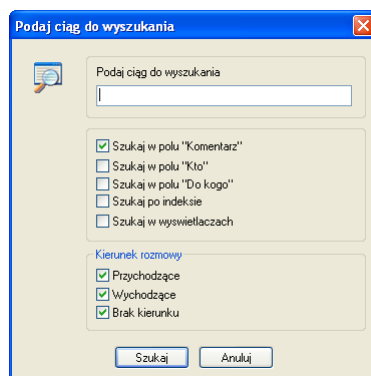 Podaj ciąg do wyszukania
Podaj ciąg do wyszukania
Szukaj w polu "Komentarz"
Szukaj w polu "Kto"
Szukaj w polu "Do kogo"
Szukaj po indeksie
Szukaj w wyswietlaczach
Kierunek rozmowy
Przychodzące
Wychodzące
Brak kierunku
Szukaj Anuluj